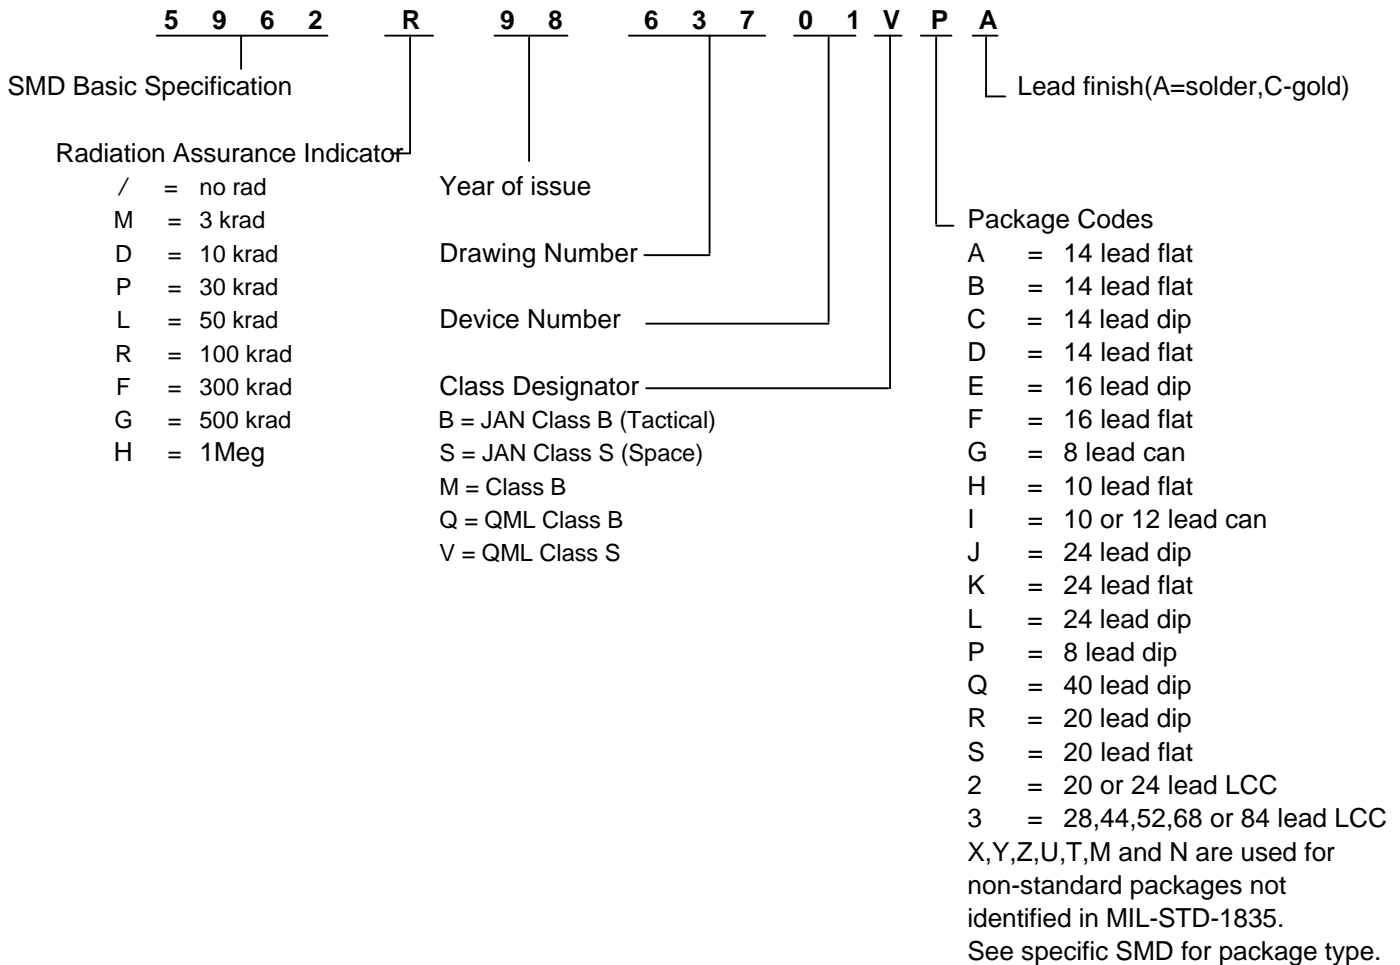 5 9 6 2 R 9 8 6 3 7 0 1 V P A
SMD Basic Specification
Lead finish(A=solder,C-gold)
Radiation Assurance Indicator
/ = no rad
M = 3 krad
D = 10 krad
P = 30 krad
L = 50 krad
R = 100 krad
F = 300 krad
G = 500 krad
H = 1Meg
Year of issue
Drawing Number
Device Number
Class Designator
B = JAN Class B (Tactical)
S = JAN Class S (Space)
M = Class B
Q = QML Class B
V = QML Class S
Package Codes
A = 14 lead flat
B = 14 lead flat
C = 14 lead dip
D = 14 lead flat
E = 16 lead dip
F = 16 lead flat
G = 8 lead can
H = 10 lead flat
I = 10 or 12 lead can
J = 24 lead dip
K = 24 lead flat
L = 24 lead dip
P = 8 lead dip
Q = 40 lead dip
R = 20 lead dip
S = 20 lead flat
2 = 20 or 24 lead LCC
3 = 28,44,52,68 or 84 lead LCC
X,Y,Z,U,T,M and N are used for
non-standard packages not
identified in MIL-STD-1835.
See specific SMD for package type.